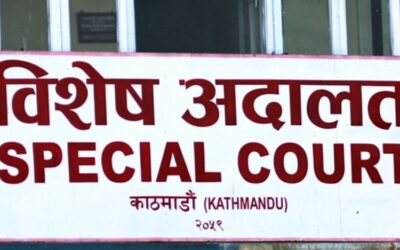 विशेष अदालत
SPECIAL COURT
काठमाडौं (KATHMANDU)
२०५९